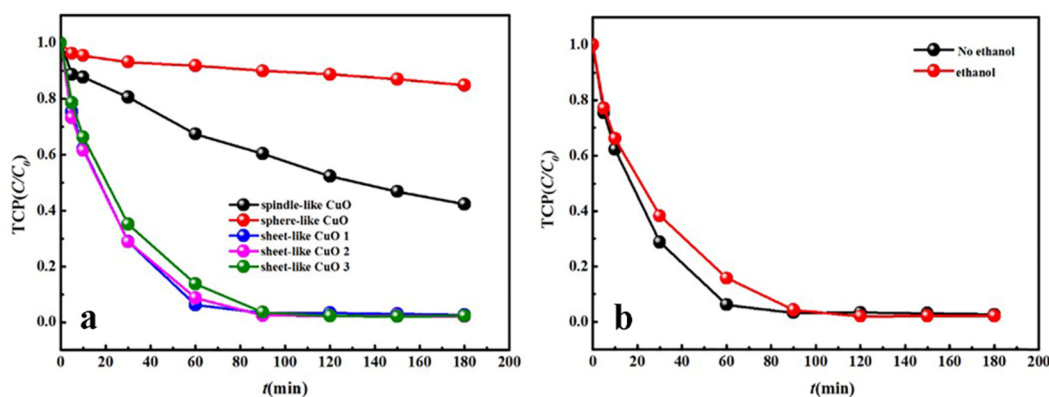 1.0
0.8
0.6
0.4
0.2
0.0
TCP(C/C₀)
spindle-like CuO
sphere-like CuO
sheet-like CuO 1
sheet-like CuO 2
sheet-like CuO 3
a
0 20 40 60 80 100 120 140 160 180 200
t(min)
1.0
0.8
0.6
0.4
0.2
0.0
TCP(C/C₀)
No ethanol
ethanol
b
0 20 40 60 80 100 120 140 160 180 200
t(min)